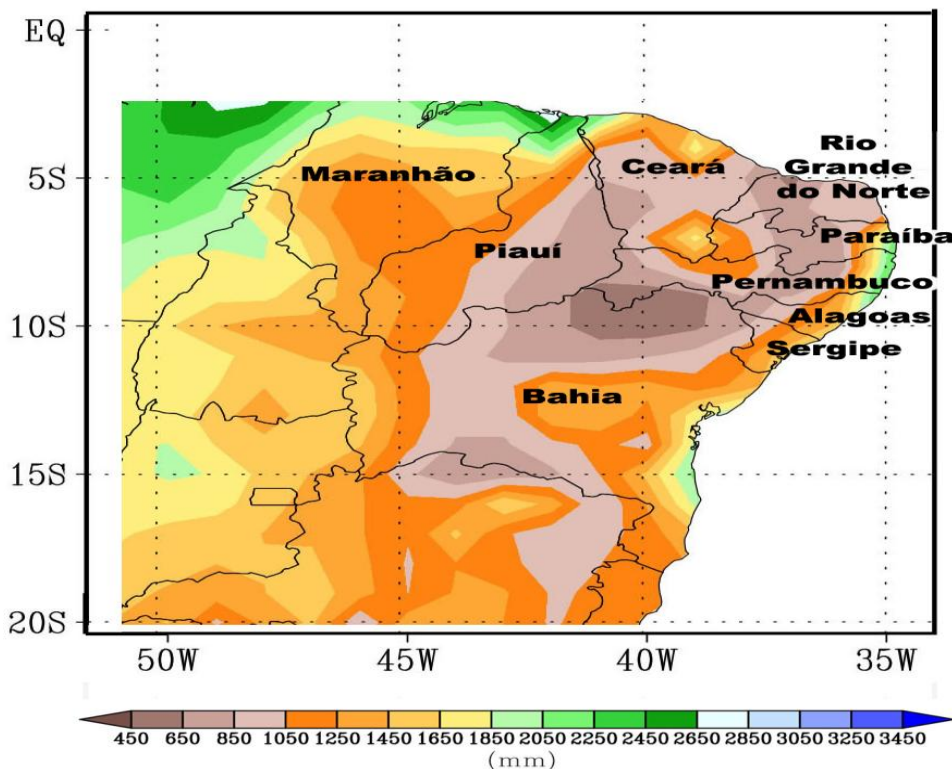 EQ
Rio
Grande
do Norte
Ceará
Maranhão
5S
Paraíba
Piauí
Pernambuco
Alagoas
10S
Sergipe
Bahia
15S
20S
50W 45W 40W 35W
450 650 850 1050 1250 1450 1650 1850 2050 2250 2450 2650 2850 3050 3250 3450
(mm)